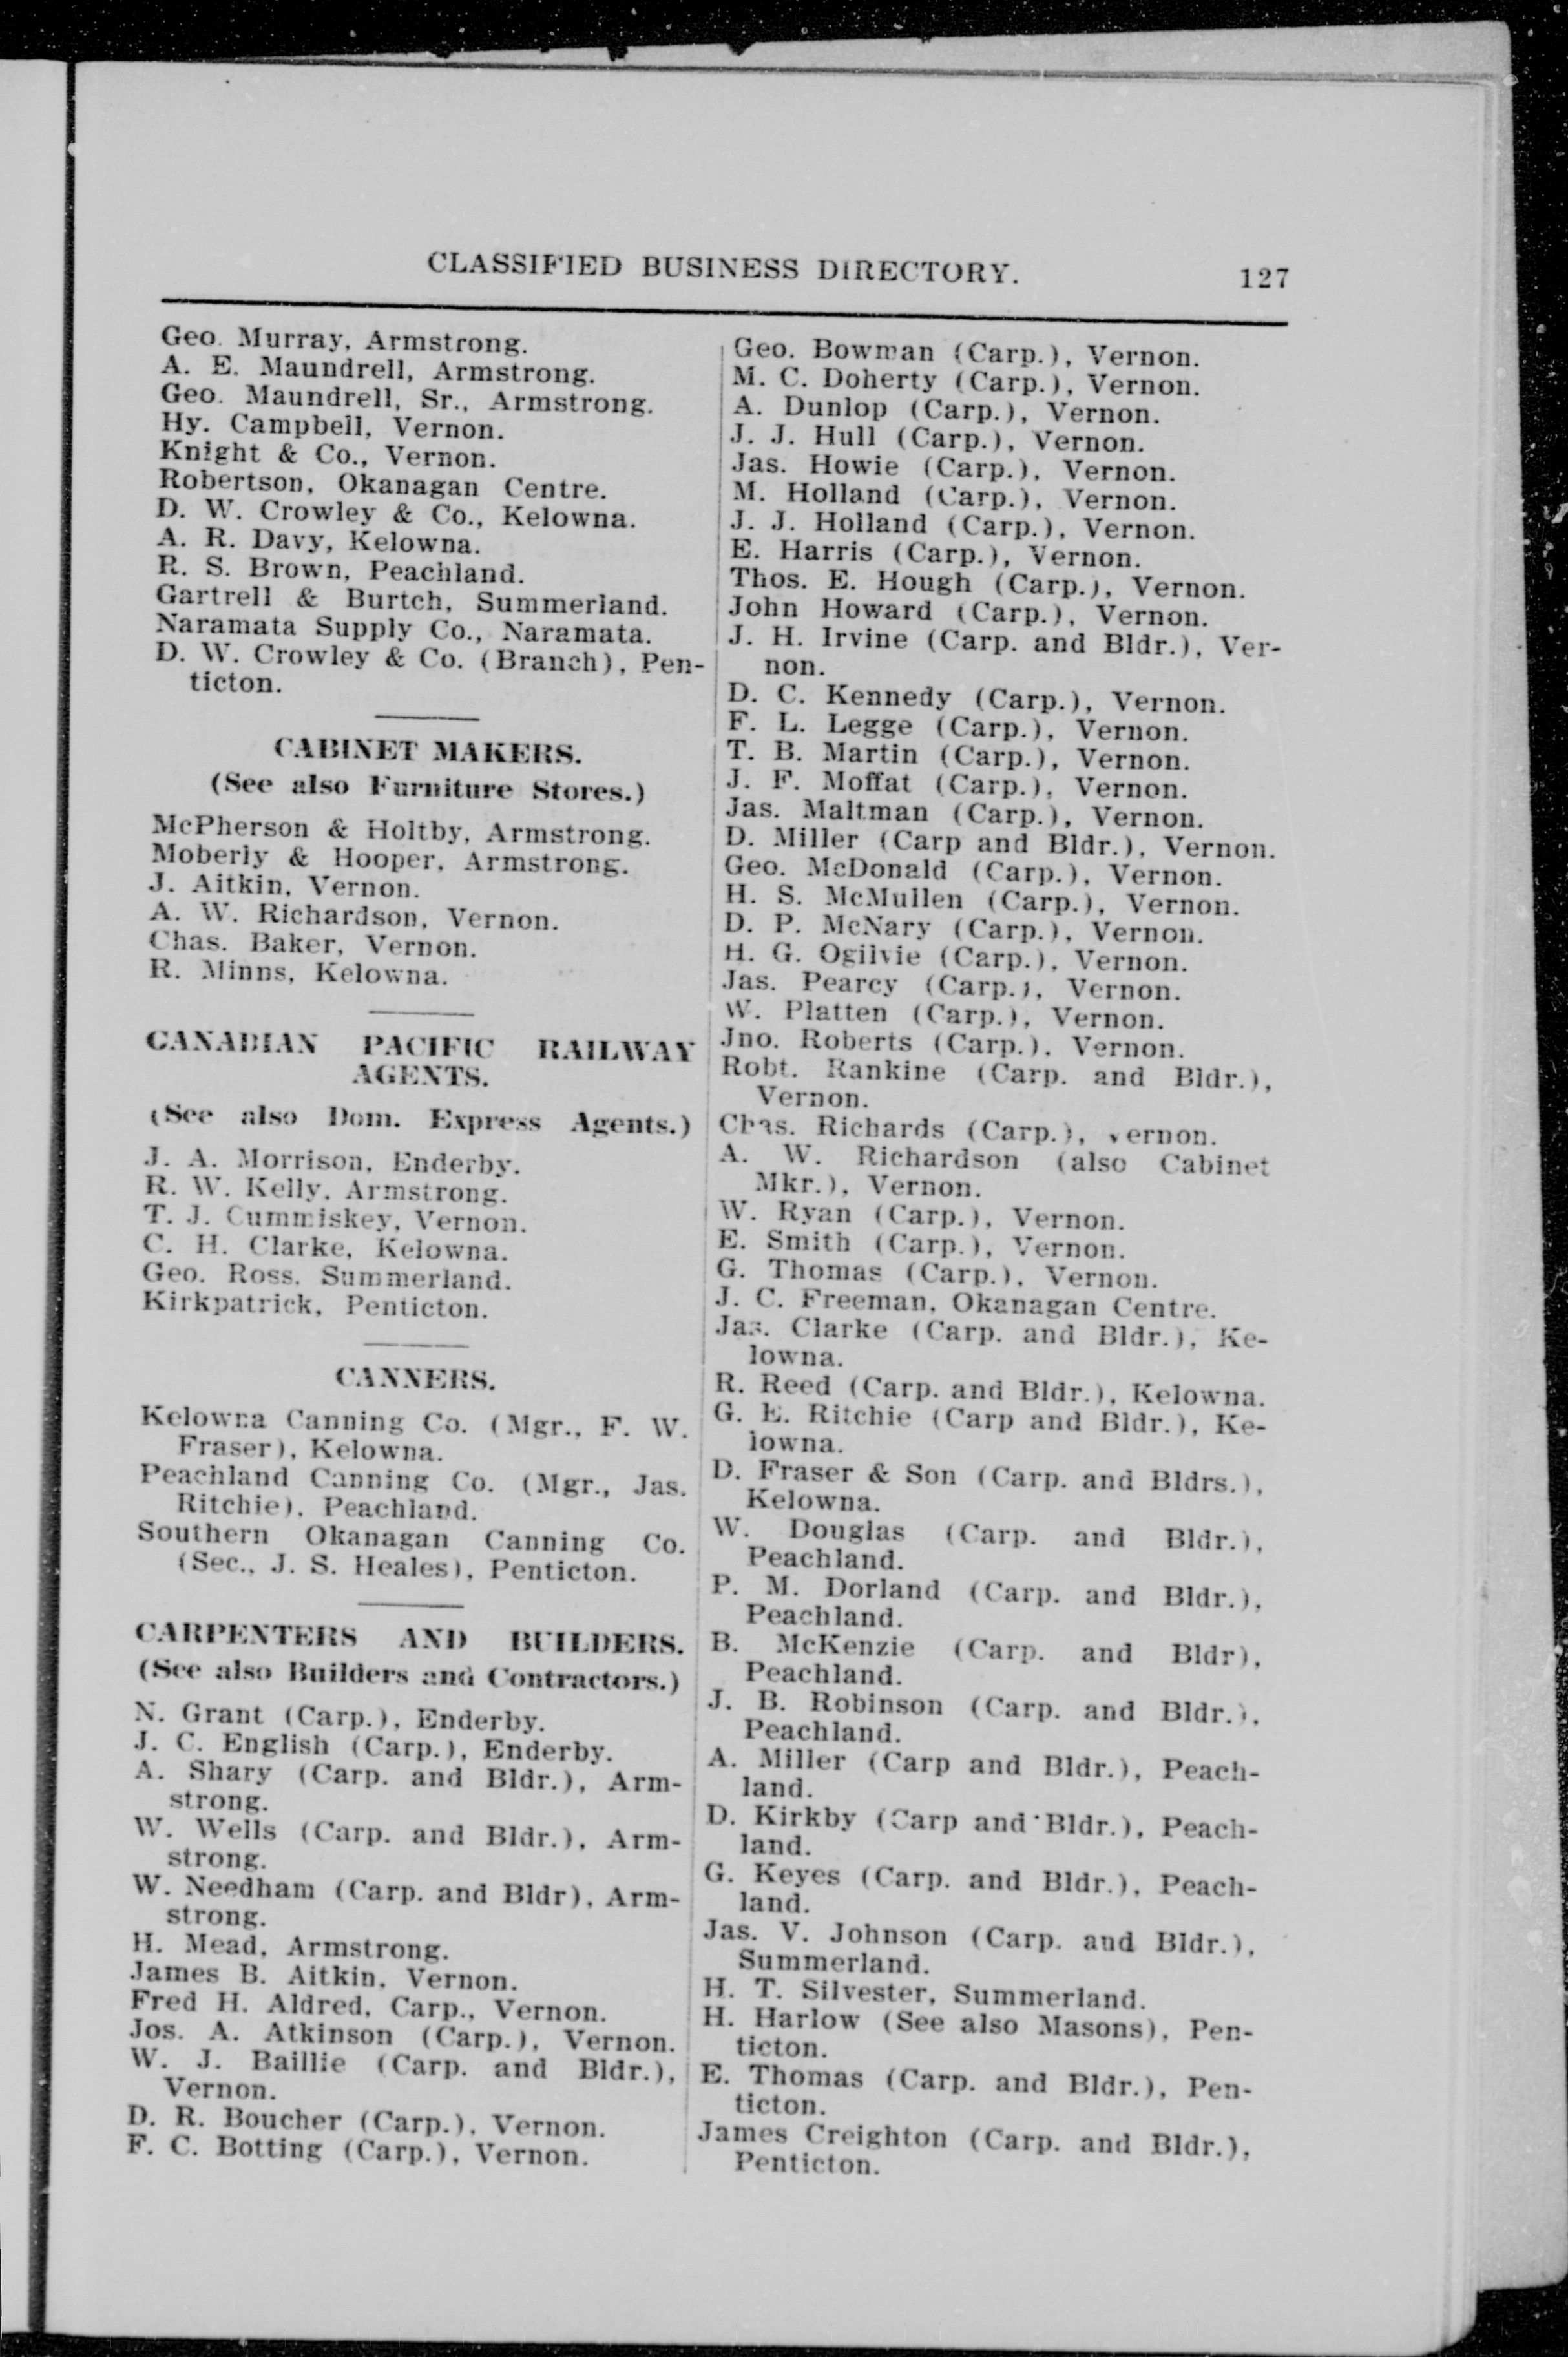 CLASSIFIED BUSINESS DIRECTORY. 127
Geo. Murray, Armstrong.
A. E. Maundrell, Armstrong.
Geo. Maundrell, Sr., Armstrong.
Hy. Campbell, Vernon.
Knight & Co., Vernon.
Robertson, Okanagan Centre.
D. W. Crowley & Co., Kelowna.
A. R. Davy, Kelowna.
R. S. Brown, Peachland.
Gartrell & Burtch, Summerland.
Naramata Supply Co., Naramata.
D. W. Crowley & Co. (Branch), Pen-
ticton.
CABINET MAKERS.
(See also Furniture Stores.)
McPherson & Holtby, Armstrong.
Moberly & Hooper, Armstrong.
J. Aitkin, Vernon.
A. W. Richardson, Vernon.
Chas. Baker, Vernon.
R. Minns, Kelowna.
CANADIAN PACIFIC RAILWAY
AGENTS.
(See also Dom. Express Agents.)
J. A. Morrison, Enderby.
R. W. Kelly, Armstrong.
T. J. Cummiskey, Vernon.
C. H. Clarke, Kelowna.
Geo. Ross, Summerland.
Kirkpatrick, Penticton.
CANNERS.
Kelowna Canning Co. (Mgr., F. W.
Fraser), Kelowna.
Peachland Canning Co. (Mgr., Jas.
Ritchie), Peachland.
Southern Okanagan Canning Co.
(Sec., J. S. Heales), Penticton.
CARPENTERS AND BUILDERS.
(See also Builders and Contractors.)
N. Grant (Carp.), Enderby.
J. C. English (Carp.), Enderby.
A. Shary (Carp. and Bldr.), Arm-
strong.
W. Wells (Carp. and Bldr.), Arm-
strong.
W. Needham (Carp. and Bldr), Arm-
strong.
H. Mead, Armstrong.
James B. Aitkin, Vernon.
Fred H. Aldred, Carp., Vernon.
Jos. A. Atkinson (Carp.), Vernon.
W. J. Baillie (Carp. and Bldr.),
Vernon.
D. R. Boucher (Carp.), Vernon.
F. C. Botting (Carp.), Vernon.
Geo. Bowman (Carp.), Vernon.
M. C. Doherty (Carp.), Vernon.
A. Dunlop (Carp.), Vernon.
J. J. Hull (Carp.), Vernon.
Jas. Howie (Carp.), Vernon.
M. Holland (Carp.), Vernon.
J. J. Holland (Carp.), Vernon.
E. Harris (Carp.), Vernon.
Thos. E. Hough (Carp.), Vernon.
John Howard (Carp.), Vernon.
J. H. Irvine (Carp. and Bldr.), Ver-
non.
D. C. Kennedy (Carp.), Vernon.
F. L. Legge (Carp.), Vernon.
T. B. Martin (Carp.), Vernon.
J. F. Moffat (Carp.), Vernon.
Jas. Maltman (Carp.), Vernon.
D. Miller (Carp and Bldr.), Vernon.
Geo. McDonald (Carp.), Vernon.
H. S. McMullen (Carp.), Vernon.
D. P. McNary (Carp.), Vernon.
H. G. Ogilvie (Carp.), Vernon.
Jas. Pearcy (Carp.), Vernon.
W. Platten (Carp.), Vernon.
Jno. Roberts (Carp.), Vernon.
Robt. Rankine (Carp. and Bldr.),
Vernon.
Chas. Richards (Carp.), Vernon.
A. W. Richardson (also Cabinet
Mkr.), Vernon.
W. Ryan (Carp.), Vernon.
E. Smith (Carp.), Vernon.
G. Thomas (Carp.), Vernon.
J. C. Freeman, Okanagan Centre.
Jas. Clarke (Carp. and Bldr.), Ke-
lowna.
R. Reed (Carp. and Bldr.), Kelowna.
G. E. Ritchie (Carp and Bldr.), Ke-
lowna.
D. Fraser & Son (Carp. and Bldrs.),
Kelowna.
W. Douglas (Carp. and Bldr.),
Peachland.
P. M. Dorland (Carp. and Bldr.),
Peachland.
B. McKenzie (Carp. and Bldr),
Peachland.
J. B. Robinson (Carp. and Bldr.),
Peachland.
A. Miller (Carp and Bldr.), Peach-
land.
D. Kirkby (Carp and Bldr.), Peach-
land.
G. Keyes (Carp. and Bldr.), Peach-
land.
Jas. V. Johnson (Carp. and Bldr.),
Summerland.
H. T. Silvester, Summerland.
H. Harlow (See also Masons), Pen-
ticton.
E. Thomas (Carp. and Bldr.), Pen-
ticton.
James Creighton (Carp. and Bldr.),
Penticton.